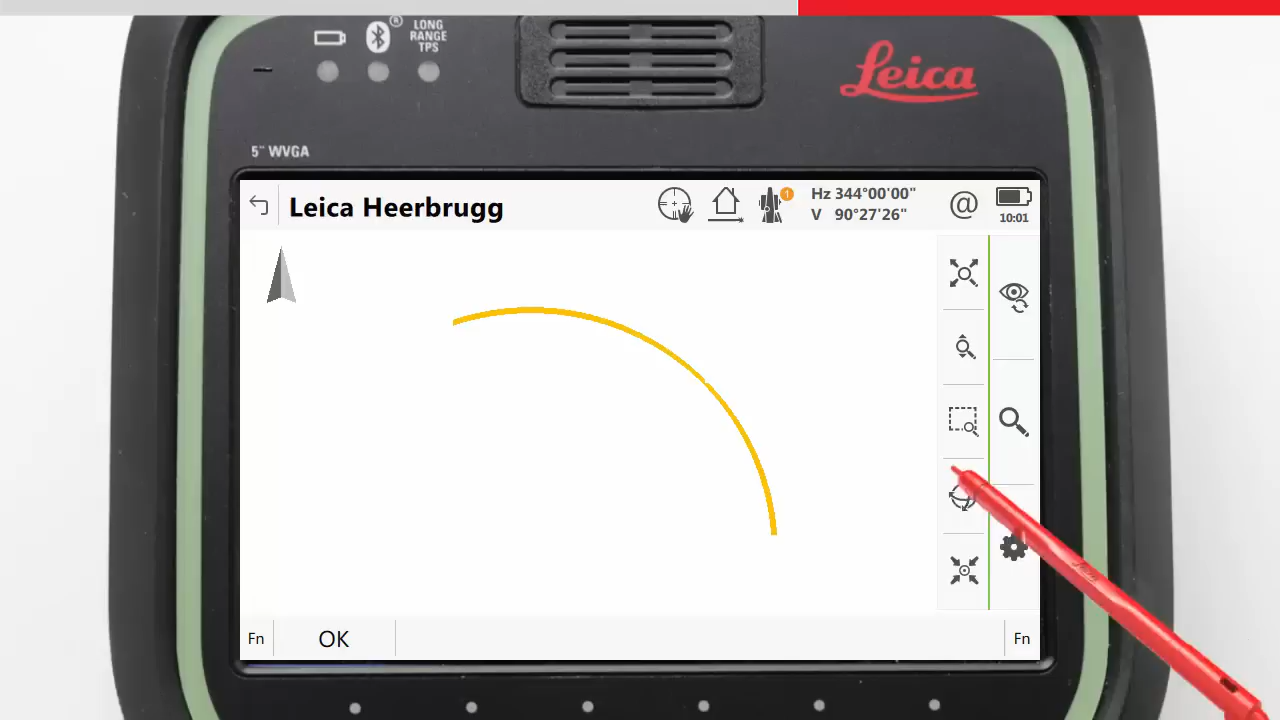 LONG
RANGE
TPS
Leica
5" WVGA
Leica Heerbrugg
1
Hz 344°00'00"
V 90°27'26"
@
10:01
Fn
OK
Fn